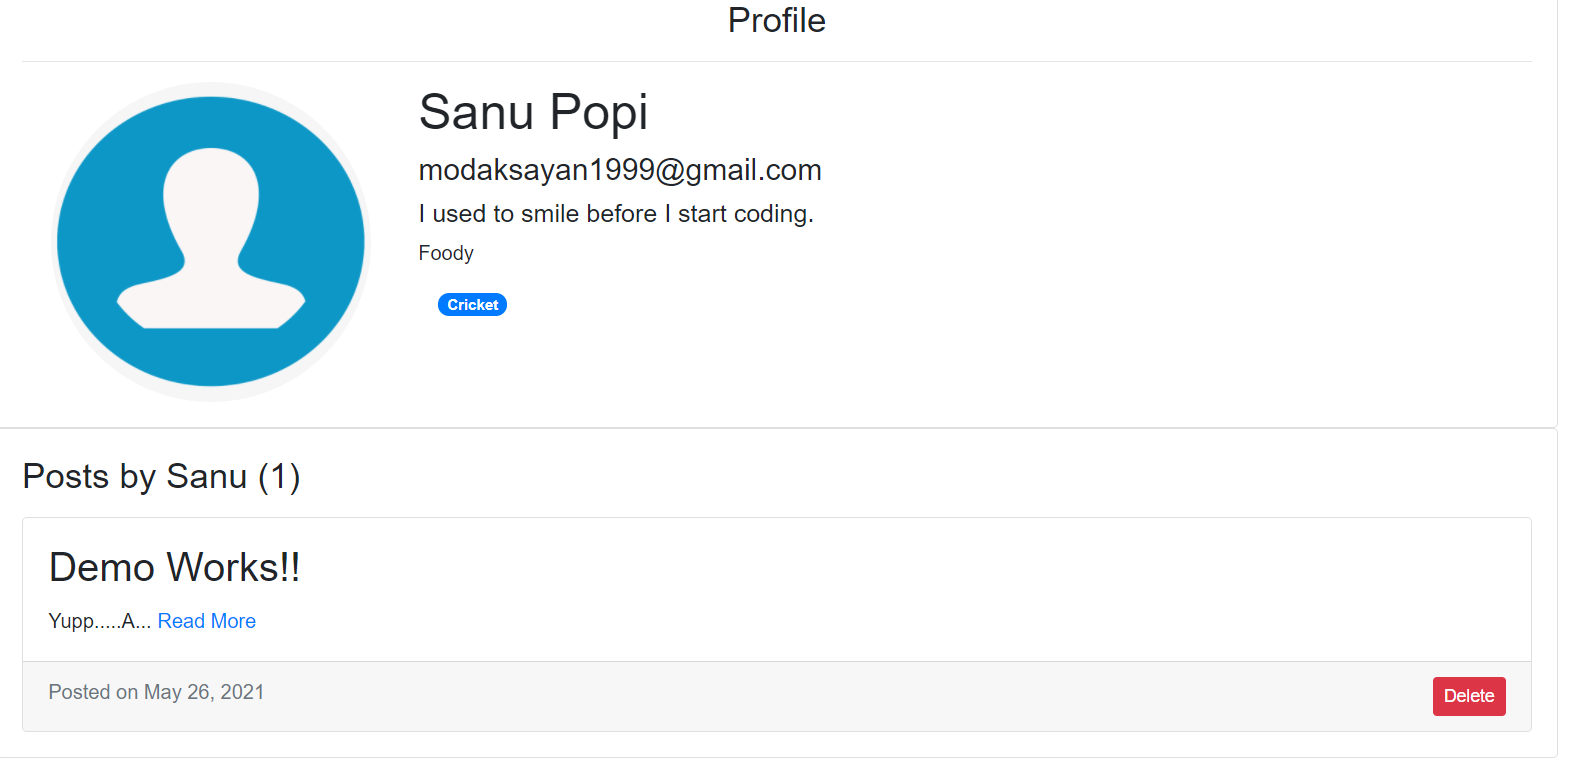 Profile
Sanu Popi
modaksayan1999@gmail.com
I used to smile before I start coding.
Foody
Cricket
Posts by Sanu (1)
Demo Works!!
Yupp.....A... Read More
Posted on May 26, 2021
Delete